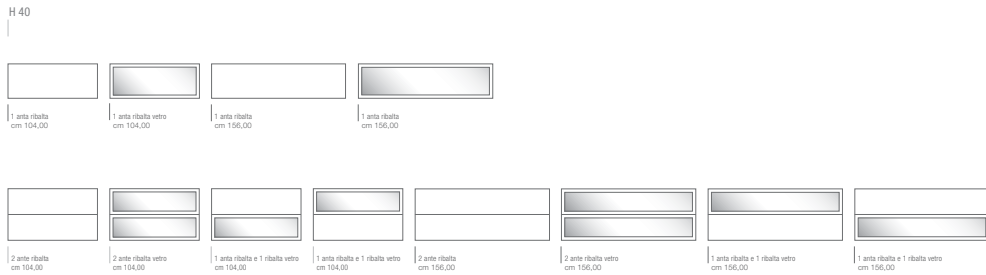 H 40
1 anta ribalta
cm 104,00
1 anta ribalta vetro
cm 104,00
1 anta ribalta
cm 156,00
1 anta ribalta
cm 156,00
2 ante ribalta
cm 104,00
2 ante ribalta vetro
cm 104,00
1 anta ribalta e 1 ribalta vetro
cm 104,00
1 anta ribalta e 1 ribalta vetro
cm 104,00
2 ante ribalta
cm 156,00
2 ante ribalta vetro
cm 156,00
1 anta ribalta e 1 ribalta vetro
cm 156,00
1 anta ribalta e 1 ribalta vetro
cm 156,00